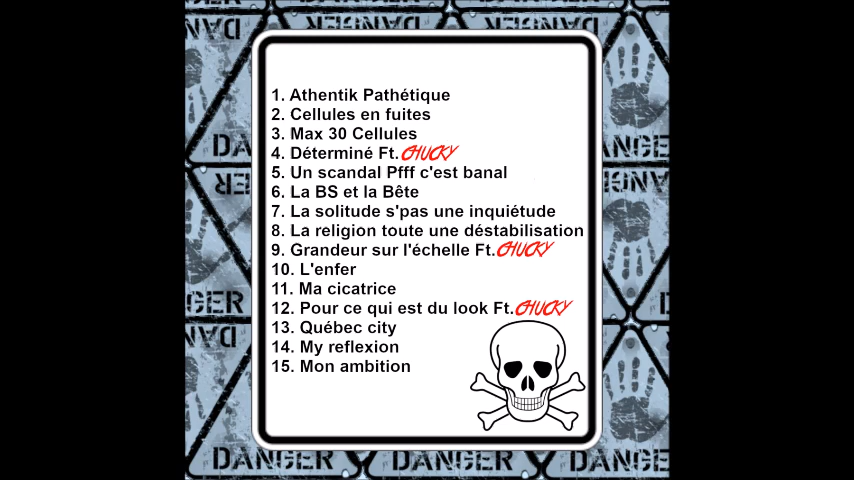 DANGER
1. Athentik Pathétique
2. Cellules en fuites
3. Max 30 Cellules
4. Déterminé Ft.CHUCKY
5. Un scandal Pfff c'est banal
6. La BS et la Bête
7. La solitude s'pas une inquiétude
8. La religion toute une déstabilisation
9. Grandeur sur l'échelle Ft.CHUCKY
10. L'enfer
11. Ma cicatrice
12. Pour ce qui est du look Ft.CHUCKY
13. Québec city
14. My reflexion
15. Mon ambition
DANGER DANGER DANGE